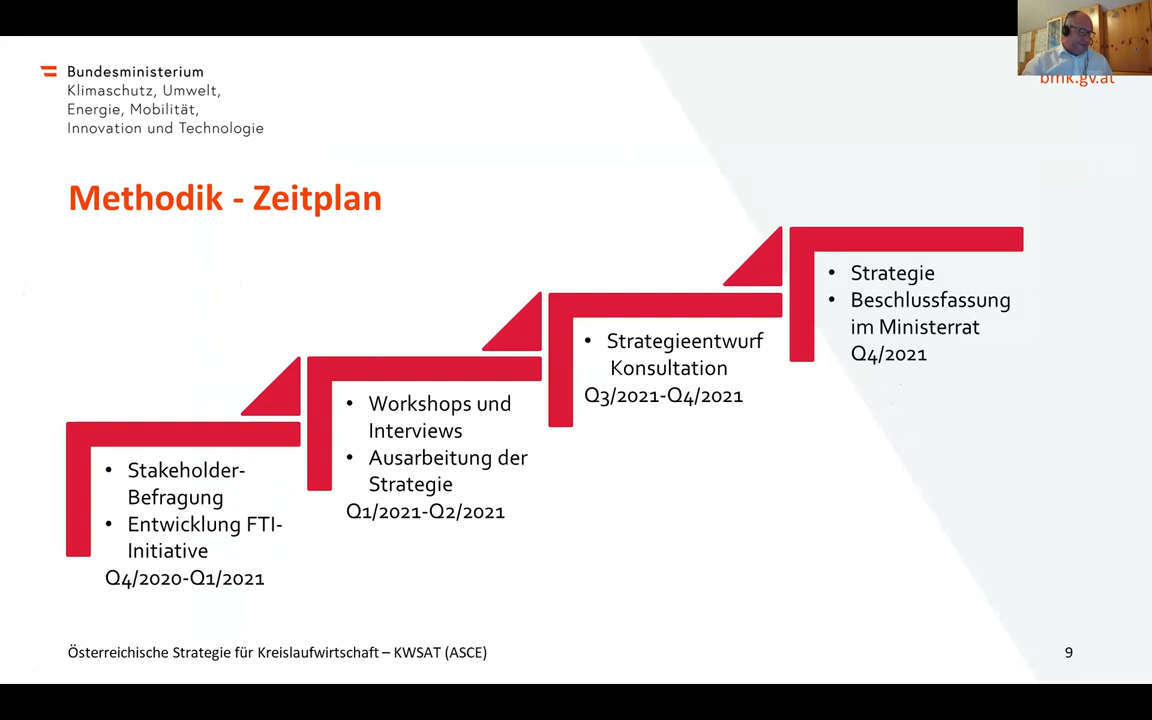 Bundesministerium
Klimaschutz, Umwelt,
Energie, Mobilität,
Innovation und Technologie
bmk.gv.at
Methodik - Zeitplan
• Stakeholder-
Befragung
• Entwicklung FTI-
Initiative
Q4/2020-Q1/2021
• Workshops und
Interviews
• Ausarbeitung der
Strategie
Q1/2021-Q2/2021
• Strategieentwurf
Konsultation
Q3/2021-Q4/2021
• Strategie
• Beschlussfassung
im Ministerrat
Q4/2021
Österreichische Strategie für Kreislaufwirtschaft – KWSAT (ASCE)
9